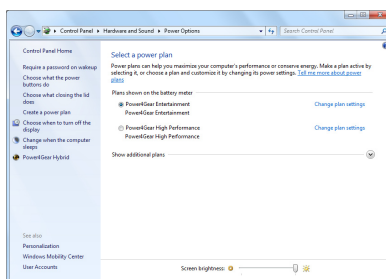 Control Panel ▸ Hardware and Sound ▸ Power Options
Search Control Panel
Control Panel Home
Require a password on wakeup
Choose what the power
buttons do
Choose what closing the lid
does
Create a power plan
Choose when to turn off the
display
Change when the computer
sleeps
Power4Gear Hybrid
See also
Personalization
Windows Mobility Center
User Accounts
Select a power plan
Power plans can help you maximize your computer's performance or conserve energy. Make a plan active by
selecting it, or choose a plan and customize it by changing its power settings. Tell me more about power
plans
Plans shown on the battery meter
Power4Gear Entertainment Change plan settings
Power4Gear Entertainment
Power4Gear High Performance Change plan settings
Power4Gear High Performance
Show additional plans
Screen brightness: